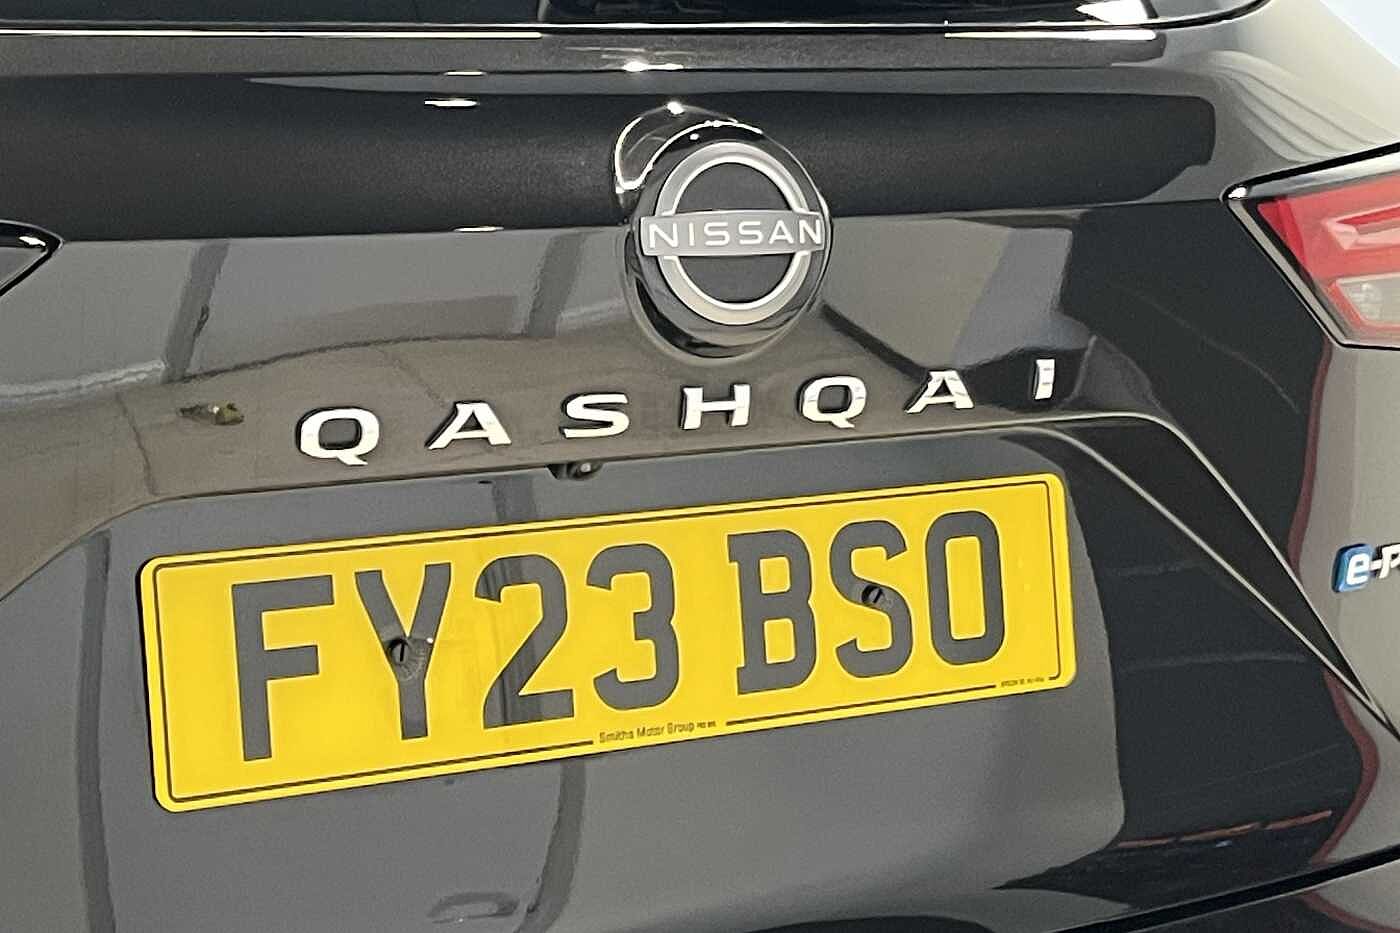 NISSAN
QASHQAI
e-P
FY23 BSO
Smiths Motor Group